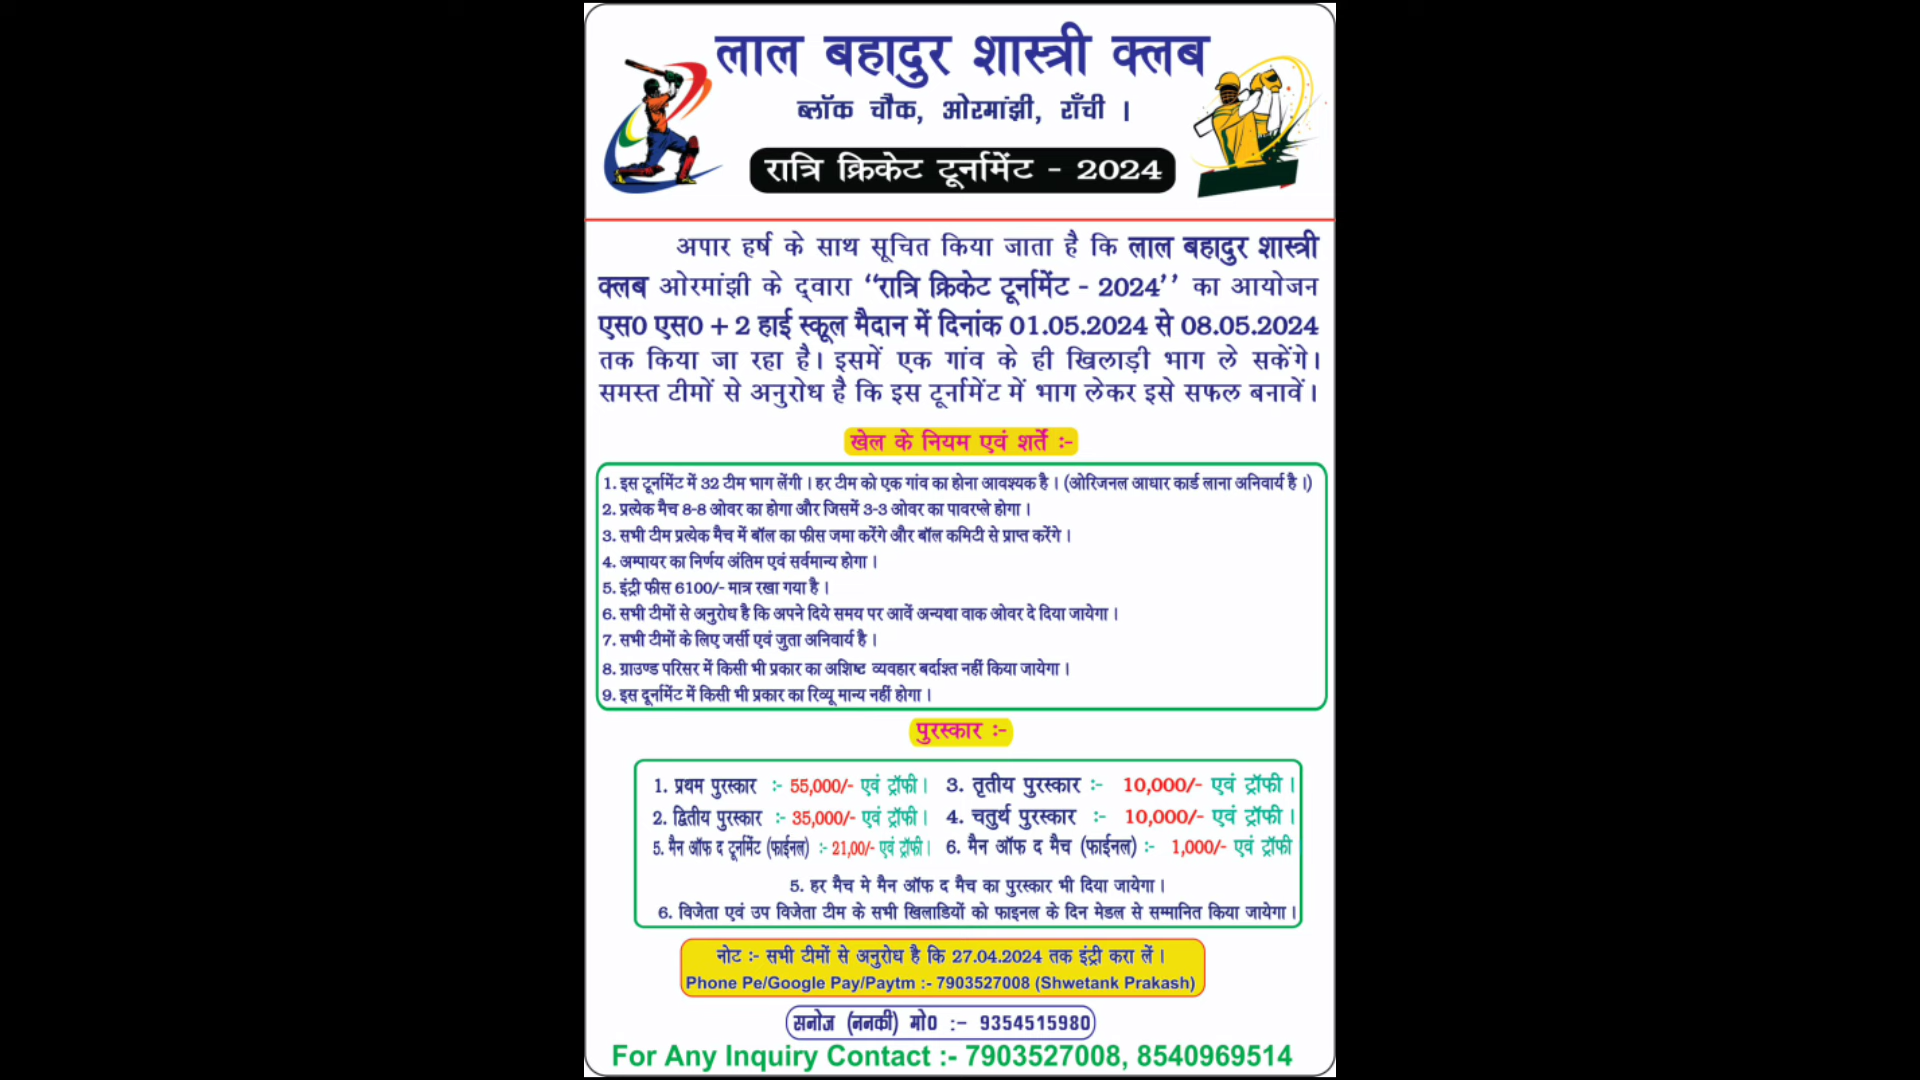 लाल बहादुर शास्त्री क्लब
ब्लॉक चौक, ओरमांझी, राँची ।
रात्रि क्रिकेट टूर्नामेंट - 2024
अपार हर्ष के साथ सूचित किया जाता है कि लाल बहादुर शास्त्री
क्लब ओरमांझी के द्वारा ‘‘रात्रि क्रिकेट टूर्नामेंट - 2024’’ का आयोजन
एस0 एस0 + 2 हाई स्कूल मैदान में दिनांक 01.05.2024 से 08.05.2024
तक किया जा रहा है। इसमें एक गांव के ही खिलाड़ी भाग ले सकेंगे।
समस्त टीमों से अनुरोध है कि इस टूर्नामेंट में भाग लेकर इसे सफल बनावें।
खेल के नियम एवं शर्तें :-
1. इस टूर्नामेंट में 32 टीम भाग लेंगी । हर टीम को एक गांव का होना आवश्यक है । (ओरिजनल आधार कार्ड लाना अनिवार्य है ।)
2. प्रत्येक मैच 8-8 ओवर का होगा और जिसमें 3-3 ओवर का पावरप्ले होगा ।
3. सभी टीम प्रत्येक मैच में बॉल का फीस जमा करेंगे और बॉल कमिटी से प्राप्त करेंगे ।
4. अम्पायर का निर्णय अंतिम एवं सर्वमान्य होगा ।
5. इंट्री फीस 6100/- मात्र रखा गया है ।
6. सभी टीमों से अनुरोध है कि अपने दिये समय पर आवें अन्यथा वाक ओवर दे दिया जायेगा ।
7. सभी टीमों के लिए जर्सी एवं जुता अनिवार्य है ।
8. ग्राउण्ड परिसर में किसी भी प्रकार का अशिष्ट व्यवहार बर्दाश्त नहीं किया जायेगा ।
9. इस दूर्नामेंट में किसी भी प्रकार का रिव्यू मान्य नहीं होगा ।
पुरस्कार :-
1. प्रथम पुरस्कार :- 55,000/- एवं ट्रॉफी । 3. तृतीय पुरस्कार :- 10,000/- एवं ट्रॉफी ।
2. द्वितीय पुरस्कार :- 35,000/- एवं ट्रॉफी । 4. चतुर्थ पुरस्कार :- 10,000/- एवं ट्रॉफी ।
5. मैन ऑफ द टूर्नामेंट (फाईनल) :- 21,00/- एवं ट्रॉफी । 6. मैन ऑफ द मैच (फाईनल) :- 1,000/- एवं ट्रॉफी
5. हर मैच मे मैन ऑफ द मैच का पुरस्कार भी दिया जायेगा ।
6. विजेता एवं उप विजेता टीम के सभी खिलाडियों को फाइनल के दिन मेडल से सम्मानित किया जायेगा ।
नोट :- सभी टीमों से अनुरोध है कि 27.04.2024 तक इंट्री करा लें ।
Phone Pe/Google Pay/Paytm :- 7903527008 (Shwetank Prakash)
सनोज (ननकी) मो0 :- 9354515980
For Any Inquiry Contact :- 7903527008, 8540969514